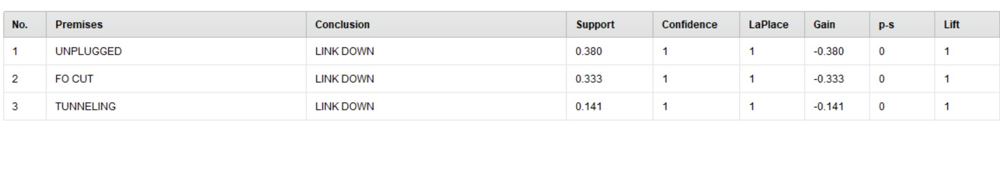 No. Premises Conclusion Support Confidence LaPlace Gain p-s Lift
1 UNPLUGGED LINK DOWN 0.380 1 1 -0.380 0 1
2 FO CUT LINK DOWN 0.333 1 1 -0.333 0 1
3 TUNNELING LINK DOWN 0.141 1 1 -0.141 0 1